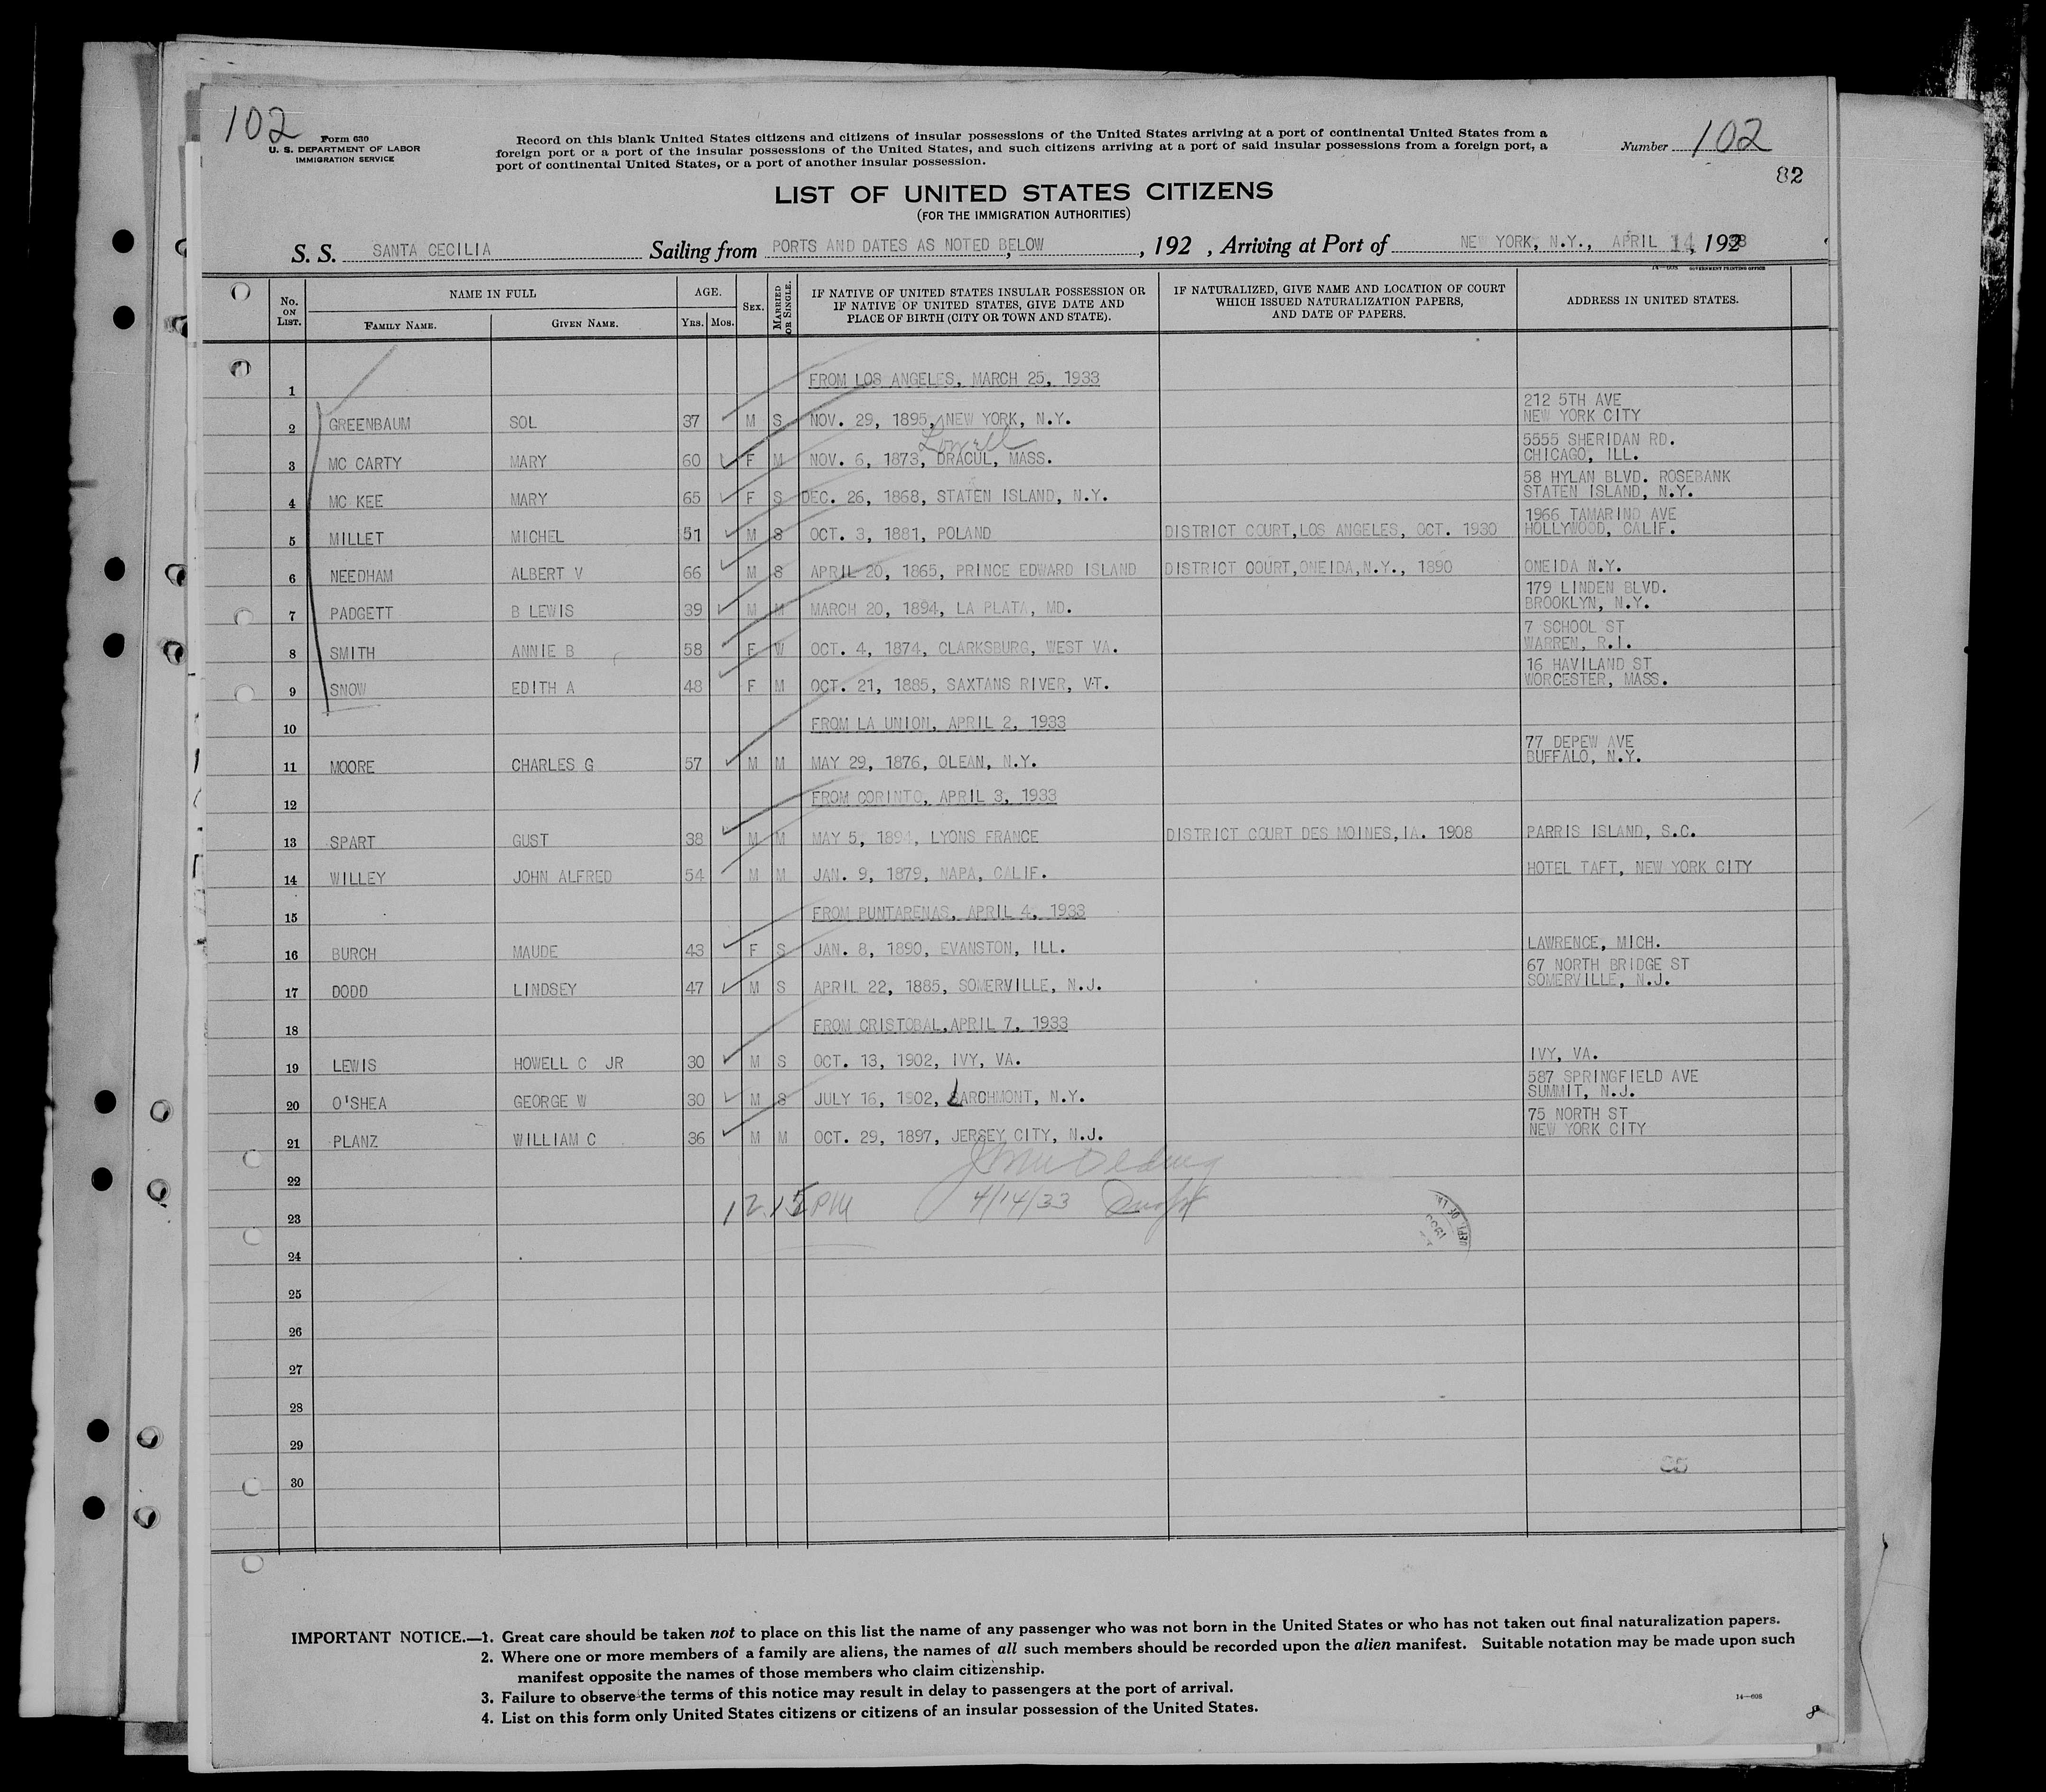 102
Form 630
U. S. DEPARTMENT OF LABOR
IMMIGRATION SERVICE
Record on this blank United States citizens and citizens of insular possessions of the United States arriving at a port of continental United States from a
foreign port or a port of the insular possessions of the United States, and such citizens arriving at a port of said insular possessions from a foreign port, a
port of continental United States, or a port of another insular possession.
Number 102
82
LIST OF UNITED STATES CITIZENS
(FOR THE IMMIGRATION AUTHORITIES)
S. S. SANTA CECILIA Sailing from PORTS AND DATES AS NOTED BELOW, , 192 , Arriving at Port of NEW YORK, N.Y., APRIL 14, 1933
14—608 GOVERNMENT PRINTING OFFICE
No. ON LIST. NAME IN FULL FAMILY NAME. GIVEN NAME. AGE. YRS. MOS. SEX. MARRIED OR SINGLE. IF NATIVE OF UNITED STATES INSULAR POSSESSION OR IF NATIVE OF UNITED STATES, GIVE DATE AND PLACE OF BIRTH (CITY OR TOWN AND STATE). IF NATURALIZED, GIVE NAME AND LOCATION OF COURT WHICH ISSUED NATURALIZATION PAPERS, AND DATE OF PAPERS. ADDRESS IN UNITED STATES.
1 FROM LOS ANGELES, MARCH 25, 1933
2 GREENBAUM SOL 37 M S NOV. 29, 1895, NEW YORK, N.Y. 212 5TH AVE NEW YORK CITY
Lowell
3 MC CARTY MARY 60 F M NOV. 6, 1873, DRACUL, MASS. 5555 SHERIDAN RD. CHICAGO, ILL.
4 MC KEE MARY 65 F S DEC. 26, 1868, STATEN ISLAND, N.Y. 58 HYLAN BLVD. ROSEBANK STATEN ISLAND, N.Y.
5 MILLET MICHEL 51 M S OCT. 3, 1881, POLAND DISTRICT COURT,LOS ANGELES, OCT. 1930 1966 TAMARIND AVE HOLLYWOOD, CALIF.
6 NEEDHAM ALBERT V 66 M S APRIL 20, 1865, PRINCE EDWARD ISLAND DISTRICT COURT,ONEIDA,N.Y., 1890 ONEIDA N.Y.
7 PADGETT B LEWIS 39 M M MARCH 20, 1894, LA PLATA, MD. 179 LINDEN BLVD. BROOKLYN, N.Y.
8 SMITH ANNIE B 58 F W OCT. 4, 1874, CLARKSBURG, WEST VA. 7 SCHOOL ST WARREN, R.I.
9 SNOW EDITH A 48 F M OCT. 21, 1885, SAXTANS RIVER, VT. 16 HAVILAND ST WORCESTER, MASS.
10 FROM LA UNION, APRIL 2, 1933
11 MOORE CHARLES G 57 M M MAY 29, 1876, OLEAN, N.Y. 77 DEPEW AVE BUFFALO, N.Y.
12 FROM CORINTO, APRIL 3, 1933
13 SPART GUST 38 M M MAY 5, 1894, LYONS FRANCE DISTRICT COURT DES MOINES,IA. 1908 PARRIS ISLAND, S.C.
14 WILLEY JOHN ALFRED 54 M M JAN. 9, 1879, NAPA, CALIF. HOTEL TAFT, NEW YORK CITY
15 FROM PUNTARENAS, APRIL 4, 1933
16 BURCH MAUDE 43 F S JAN. 8, 1890, EVANSTON, ILL. LAWRENCE, MICH.
17 DODD LINDSEY 47 M S APRIL 22, 1885, SOMERVILLE, N.J. 67 NORTH BRIDGE ST SOMERVILLE, N.J.
18 FROM CRISTOBAL,APRIL 7, 1933
19 LEWIS HOWELL C JR 30 M S OCT. 13, 1902, IVY, VA. IVY, VA.
20 O'SHEA GEORGE W 30 M S JULY 16, 1902, LARCHMONT, N.Y. 587 SPRINGFIELD AVE SUMMIT, N.J.
21 PLANZ WILLIAM C 36 M M OCT. 29, 1897, JERSEY CITY, N.J. 75 NORTH ST NEW YORK CITY
22
23 12.15 PM 4/14/33
24
25
26
27
28
29
30
IMPORTANT NOTICE.—1. Great care should be taken not to place on this list the name of any passenger who was not born in the United States or who has not taken out final naturalization papers.
2. Where one or more members of a family are aliens, the names of all such members should be recorded upon the alien manifest. Suitable notation may be made upon such
manifest opposite the names of those members who claim citizenship.
3. Failure to observe the terms of this notice may result in delay to passengers at the port of arrival.
4. List on this form only United States citizens or citizens of an insular possession of the United States.
14—608
8